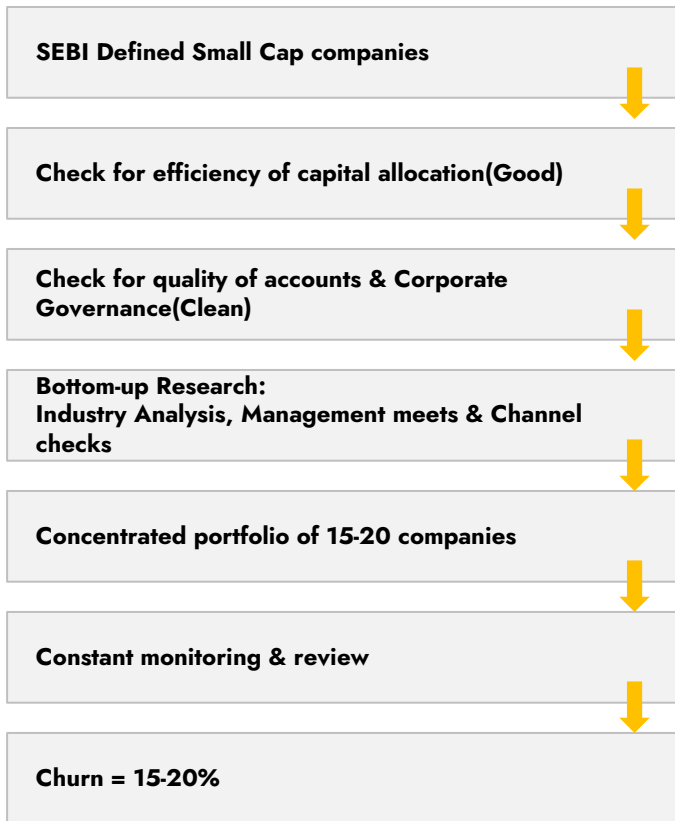 SEBI Defined Small Cap companies
Check for efficiency of capital allocation(Good)
Check for quality of accounts & Corporate
Governance(Clean)
Bottom-up Research:
Industry Analysis, Management meets & Channel
checks
Concentrated portfolio of 15-20 companies
Constant monitoring & review
Churn = 15-20%